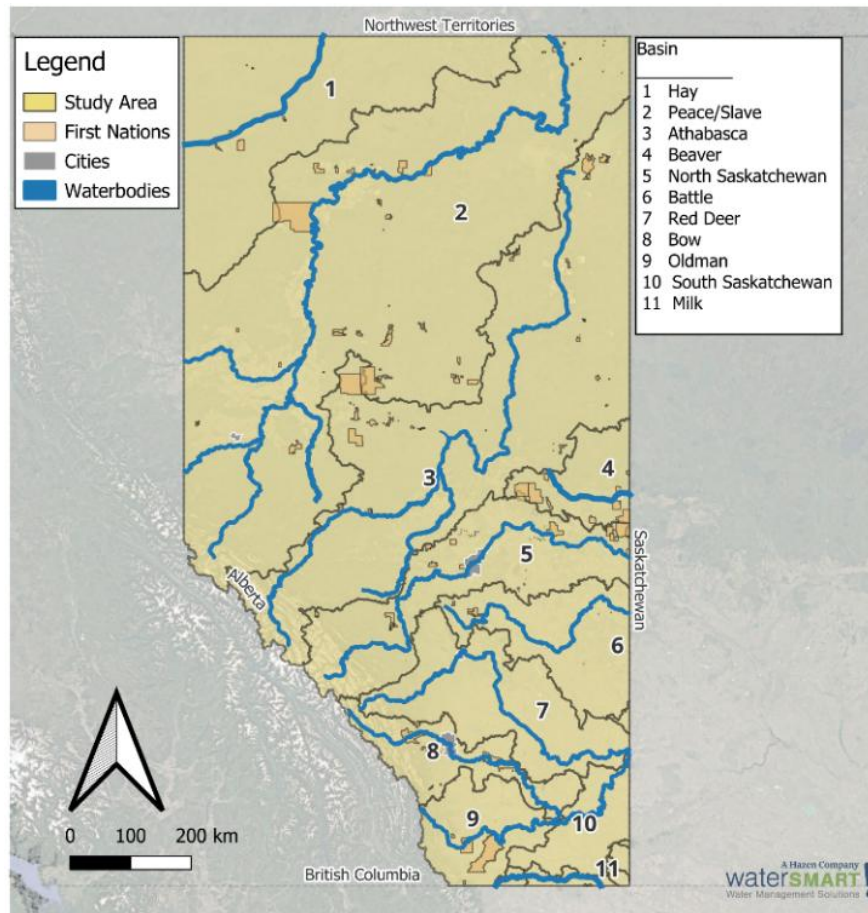 Northwest Territories
Legend
Study Area
First Nations
Cities
Waterbodies
Basin
1 Hay
2 Peace/Slave
3 Athabasca
4 Beaver
5 North Saskatchewan
6 Battle
7 Red Deer
8 Bow
9 Oldman
10 South Saskatchewan
11 Milk
1
2
3
4
5
Saskatchewan
Alberta
6
7
8
9
10
11
0 100 200 km
British Columbia
A Hazen Company
waterSMART
Water Management Solutions